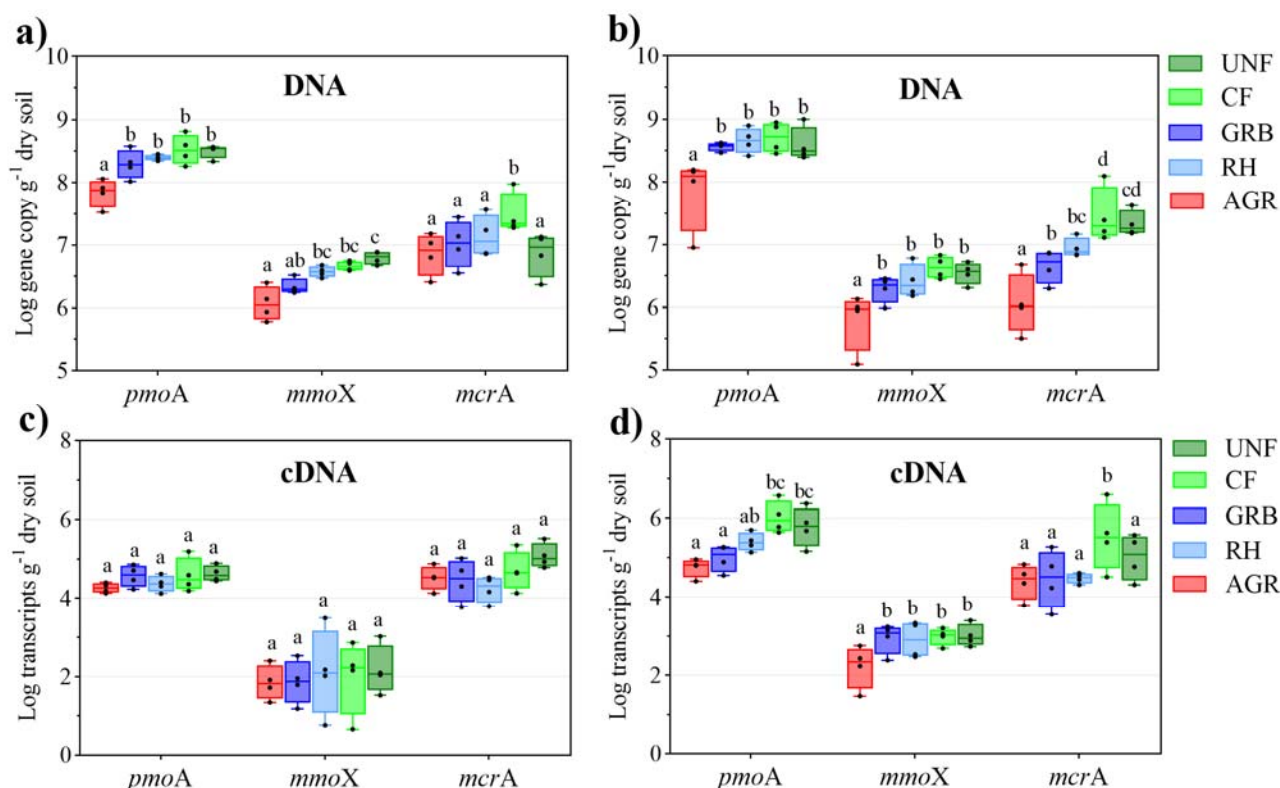 a)
DNA
Log gene copy g⁻¹ dry soil
10
9
8
7
6
5
a b b b b
a ab bc bc c
a a a b a
pmoA mmoX mcrA
b)
DNA
Log gene copy g⁻¹ dry soil
10
9
8
7
6
5
a b b b b
a b b b b
a b bc d cd
pmoA mmoX mcrA
UNF
CF
GRB
RH
AGR
c)
cDNA
Log transcripts g⁻¹ dry soil
8
6
4
2
0
a a a a a
a a a a a
a a a a a
pmoA mmoX mcrA
d)
cDNA
Log transcripts g⁻¹ dry soil
8
6
4
2
0
a a ab bc bc
a b b b b
a a a b a
pmoA mmoX mcrA
UNF
CF
GRB
RH
AGR